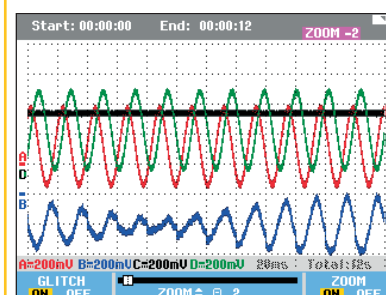 Start: 00:00:00 End: 00:00:12
ZOOM -2
A
D
B
A=200mV B=200mV C=200mV D=200mV 20ms Total:12s
GLITCH ZOOM
ON OFF ZOOM 2 ON OFF